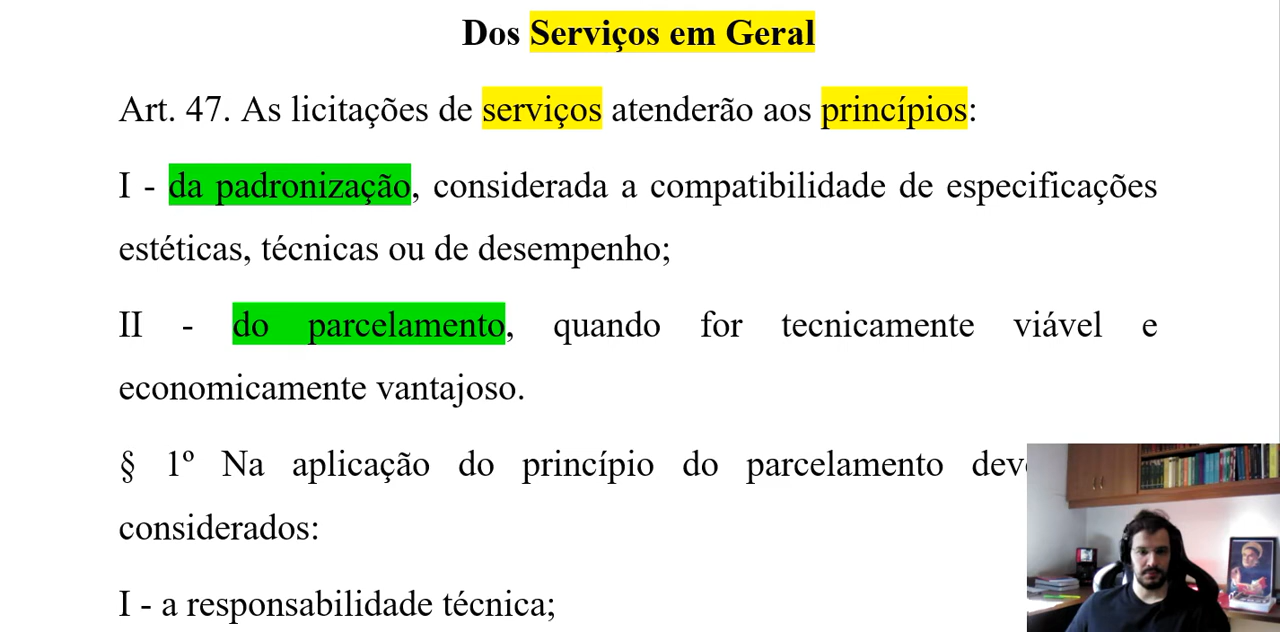 Dos Serviços em Geral
Art. 47. As licitações de serviços atenderão aos princípios:
I - da padronização, considerada a compatibilidade de especificações
estéticas, técnicas ou de desempenho;
II - do parcelamento, quando for tecnicamente viável e
economicamente vantajoso.
§ 1º Na aplicação do princípio do parcelamento
considerados:
I - a responsabilidade técnica;